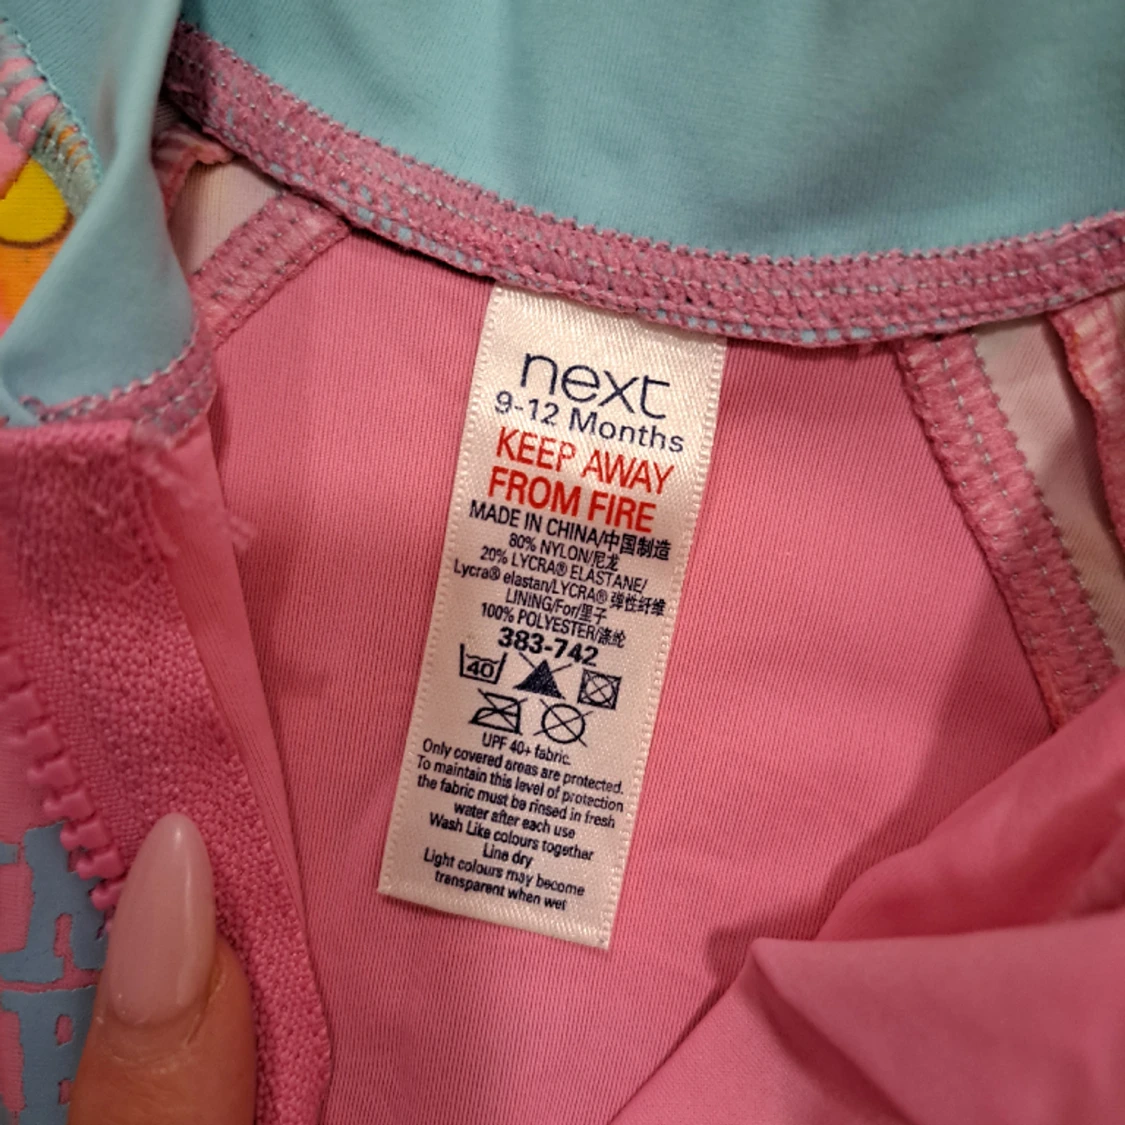 next
9-12 Months
KEEP AWAY
FROM FIRE
MADE IN CHINA/中国制造
80% NYLON/尼龙
20% LYCRA® ELASTANE/
Lycra® elastan/LYCRA® 弹性纤维
LINING/For/里子
100% POLYESTER/涤纶
383-742
40
UPF 40+ fabric.
Only covered areas are protected.
To maintain this level of protection
the fabric must be rinsed in fresh
water after each use
Wash Like colours together
Line dry
Light colours may become
transparent when wet